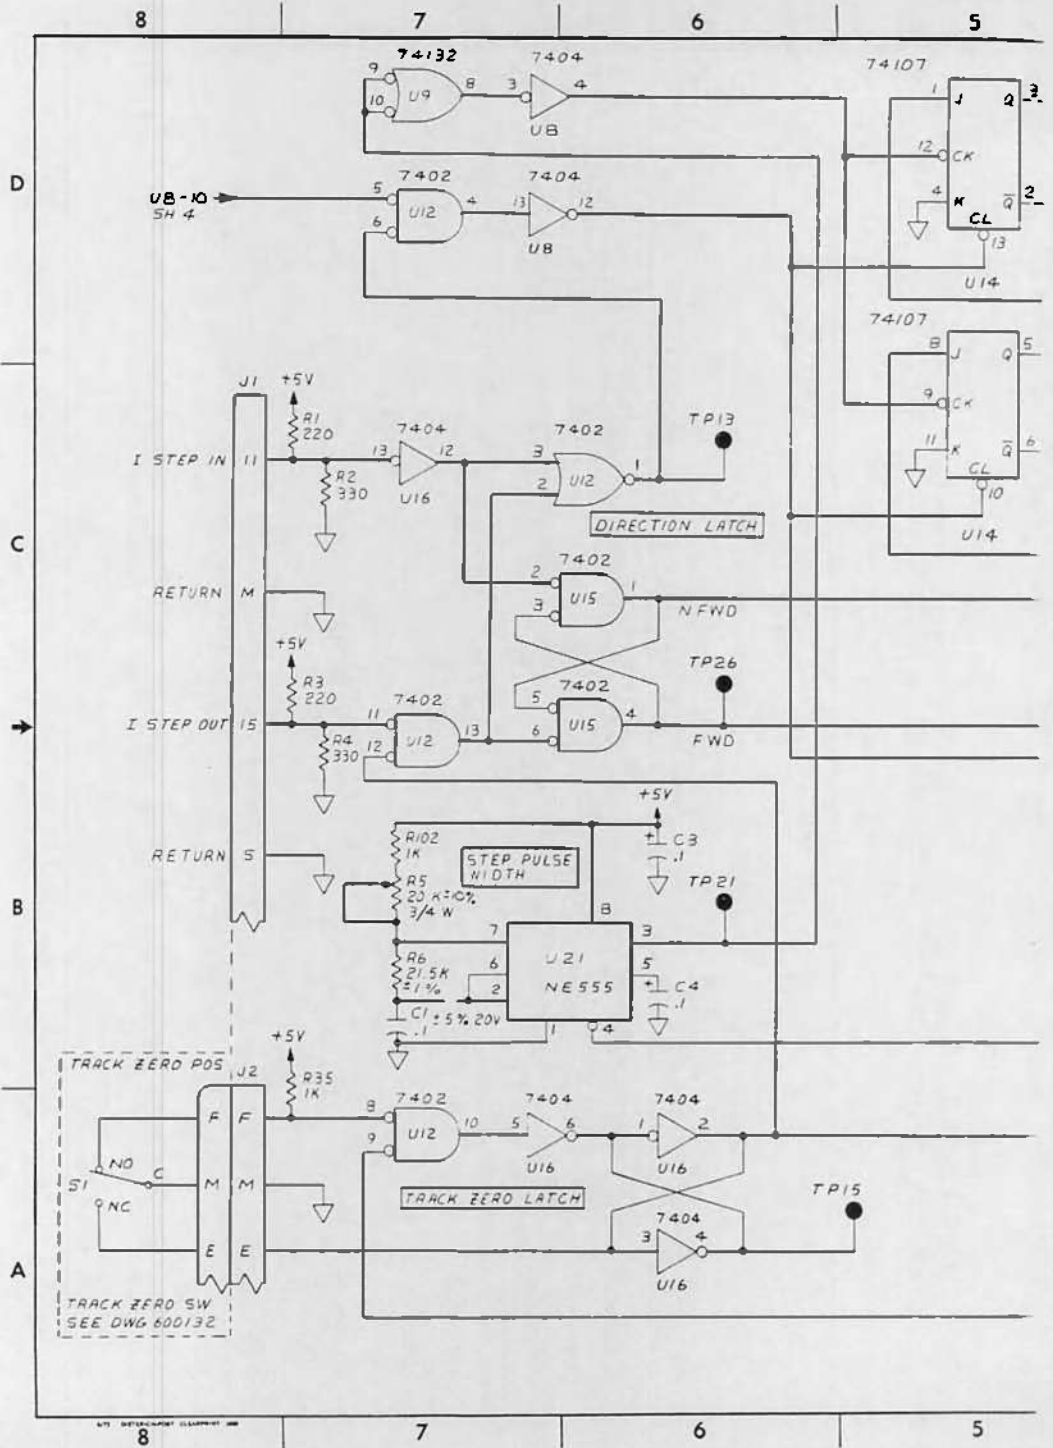 8 7 6 5
74132
9
10
U9
8
3
7404
4
U8
74107
1
J
Q
3
12
CK
4
K
Q̅
2
CL
13
U14
D
U8-10
SH 4
7402
5
6
U12
4
13
7404
12
U8
74107
8
J
Q
5
9
CK
11
K
Q̅
6
CL
10
U14
J1
+5V
R1
220
I STEP IN
11
R2
330
13
7404
12
U16
7402
3
2
U12
1
TP13
DIRECTION LATCH
C
RETURN
M
7402
2
3
U15
1
N FWD
+5V
R3
220
I STEP OUT
15
R4
330
7402
11
12
U12
13
7402
5
6
U15
4
TP26
FWD
RETURN
S
R102
1K
STEP PULSE
WIDTH
+5V
+
C3
.1
TP21
B
R5
20 K±10%
3/4 W
R6
21.5K
±1%
C1
.1
±5% 20V
7
6
2
8
U21
NE555
3
5
1
4
+
C4
.1
TRACK ZERO POS
J2
+5V
R35
1K
F
F
NO
C
S1
NC
M
M
E
E
TRACK ZERO SW
SEE DWG 600132
7402
8
9
U12
10
7404
5
6
U16
7404
1
2
U16
TRACK ZERO LATCH
7404
3
4
U16
TP15
A
8 7 6 5